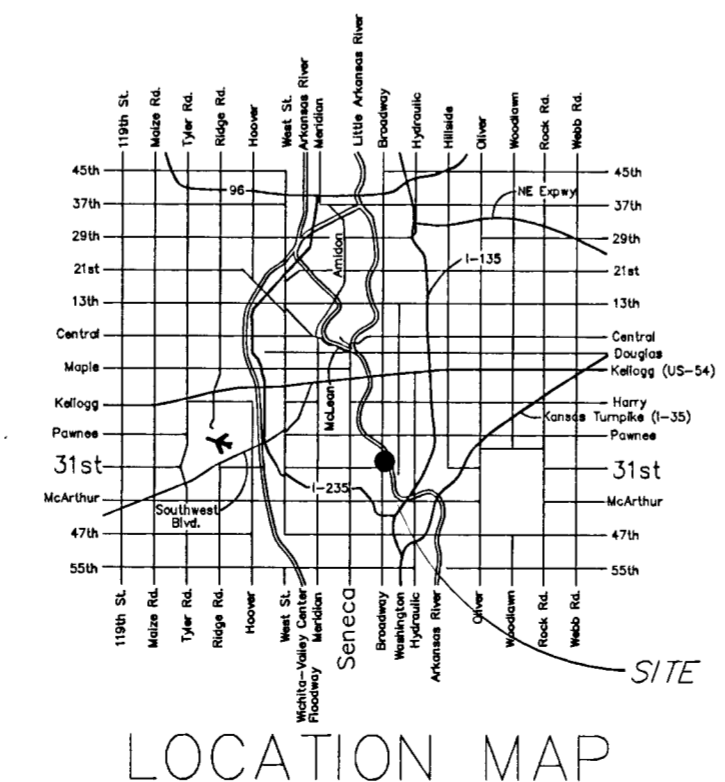 119th St.
Maize Rd.
Tyler Rd.
Ridge Rd.
Hoover
West St.
Arkansas River
Meridian
Little Arkansas River
Broadway
Hydraulic
Hillside
Oliver
Woodlawn
Rock Rd.
Webb Rd.
45th
45th
96
NE Expwy
37th
37th
29th
29th
Amidon
I-135
21st
21st
13th
13th
Central
Central
Douglas
Maple
Kellogg (US-54)
McLean
Kellogg
Harry
Kansas Turnpike (I-35)
Pawnee
Pawnee
31st
31st
I-235
McArthur
McArthur
Southwest
Blvd.
47th
47th
55th
55th
119th St.
Maize Rd.
Tyler Rd.
Ridge Rd.
Hoover
West St.
Wichita-Valley Center
Floodway
Meridian
Seneca
Broadway
Washington
Hydraulic
Arkansas River
Oliver
Woodlawn
Rock Rd.
Webb Rd.
SITE
LOCATION MAP